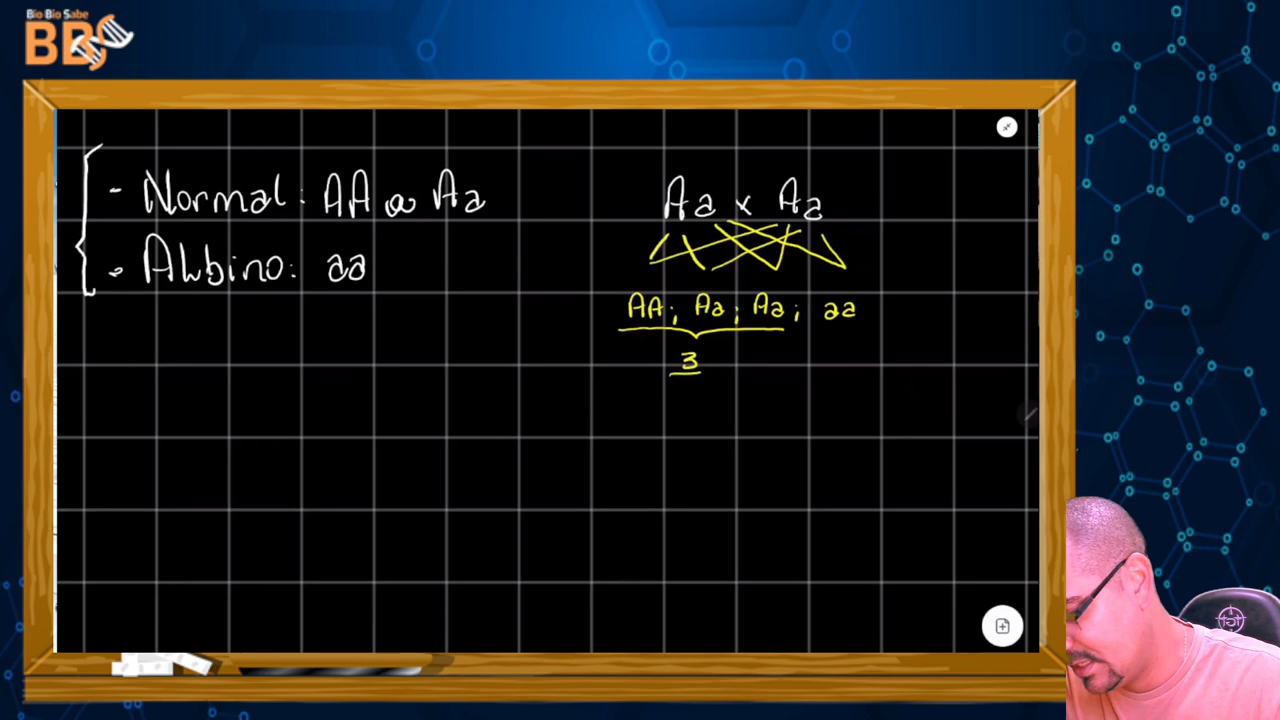 Bio Bio Sabe
BBS
- Normal: AA ou Aa
- Albino: aa
Aa x Aa
AA; Aa; Aa; aa
3